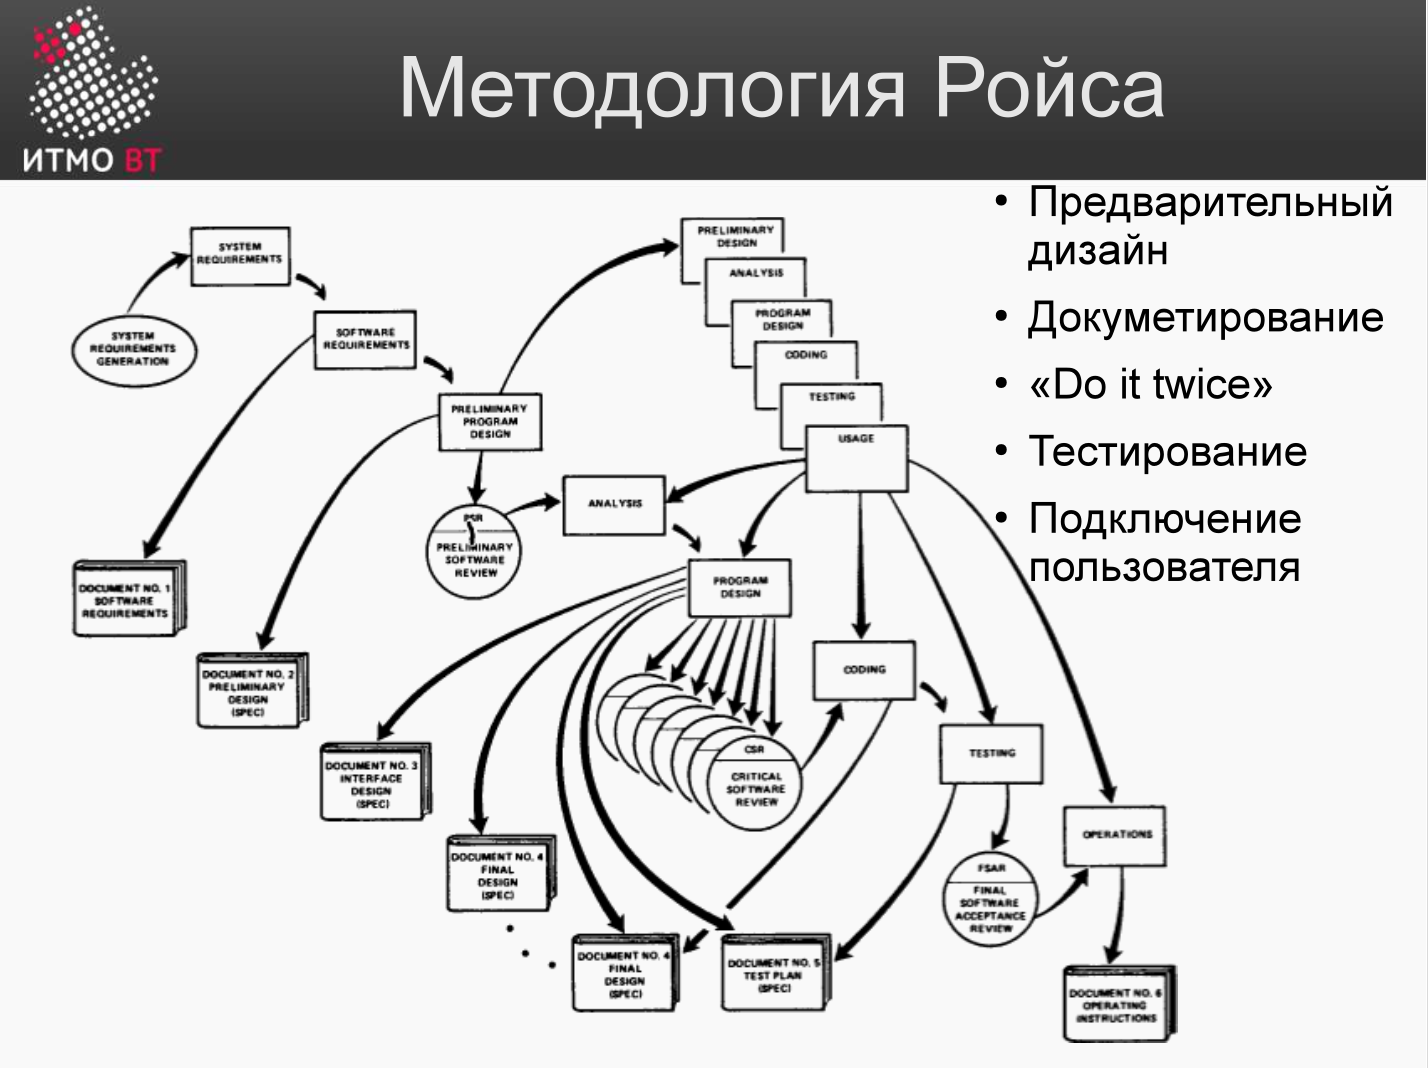 ИТМО ВТ
Методология Ройса
• Предварительный
дизайн
• Докуметирование
• «Do it twice»
• Тестирование
• Подключение
пользователя
SYSTEM
REQUIREMENTS
GENERATION
SYSTEM
REQUIREMENTS
SOFTWARE
REQUIREMENTS
PRELIMINARY
PROGRAM
DESIGN
PRELIMINARY
DESIGN
ANALYSIS
PROGRAM
DESIGN
CODING
TESTING
USAGE
PSR
PRELIMINARY
SOFTWARE
REVIEW
ANALYSIS
PROGRAM
DESIGN
CODING
TESTING
OPERATIONS
CSR
CRITICAL
SOFTWARE
REVIEW
FSAR
FINAL
SOFTWARE
ACCEPTANCE
REVIEW
DOCUMENT NO. 1
SOFTWARE
REQUIREMENTS
DOCUMENT NO. 2
PRELIMINARY
DESIGN
(SPEC)
DOCUMENT NO. 3
INTERFACE
DESIGN
(SPEC)
DOCUMENT NO. 4
FINAL
DESIGN
(SPEC)
DOCUMENT NO. 4
FINAL
DESIGN
(SPEC)
DOCUMENT NO. 5
TEST PLAN
(SPEC)
DOCUMENT NO. 6
OPERATING
INSTRUCTIONS